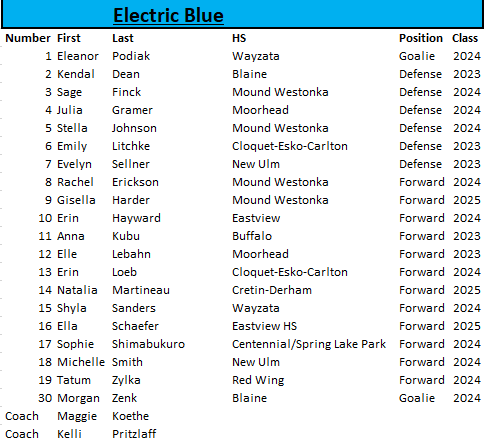 Electric Blue
Number First Last HS Position Class
1 Eleanor Podiak Wayzata Goalie 2024
2 Kendal Dean Blaine Defense 2023
3 Sage Finck Mound Westonka Defense 2024
4 Julia Gramer Moorhead Defense 2024
5 Stella Johnson Mound Westonka Defense 2024
6 Emily Litchke Cloquet-Esko-Carlton Defense 2023
7 Evelyn Sellner New Ulm Defense 2023
8 Rachel Erickson Mound Westonka Forward 2024
9 Gisella Harder Mound Westonka Forward 2025
10 Erin Hayward Eastview Forward 2024
11 Anna Kubu Buffalo Forward 2023
12 Elle Lebahn Moorhead Forward 2023
13 Erin Loeb Cloquet-Esko-Carlton Forward 2024
14 Natalia Martineau Cretin-Derham Forward 2025
15 Shyla Sanders Wayzata Forward 2024
16 Ella Schaefer Eastview HS Forward 2025
17 Sophie Shimabukuro Centennial/Spring Lake Park Forward 2024
18 Michelle Smith New Ulm Forward 2024
19 Tatum Zylka Red Wing Forward 2024
30 Morgan Zenk Blaine Goalie 2024
Coach Maggie Koethe
Coach Kelli Pritzlaff